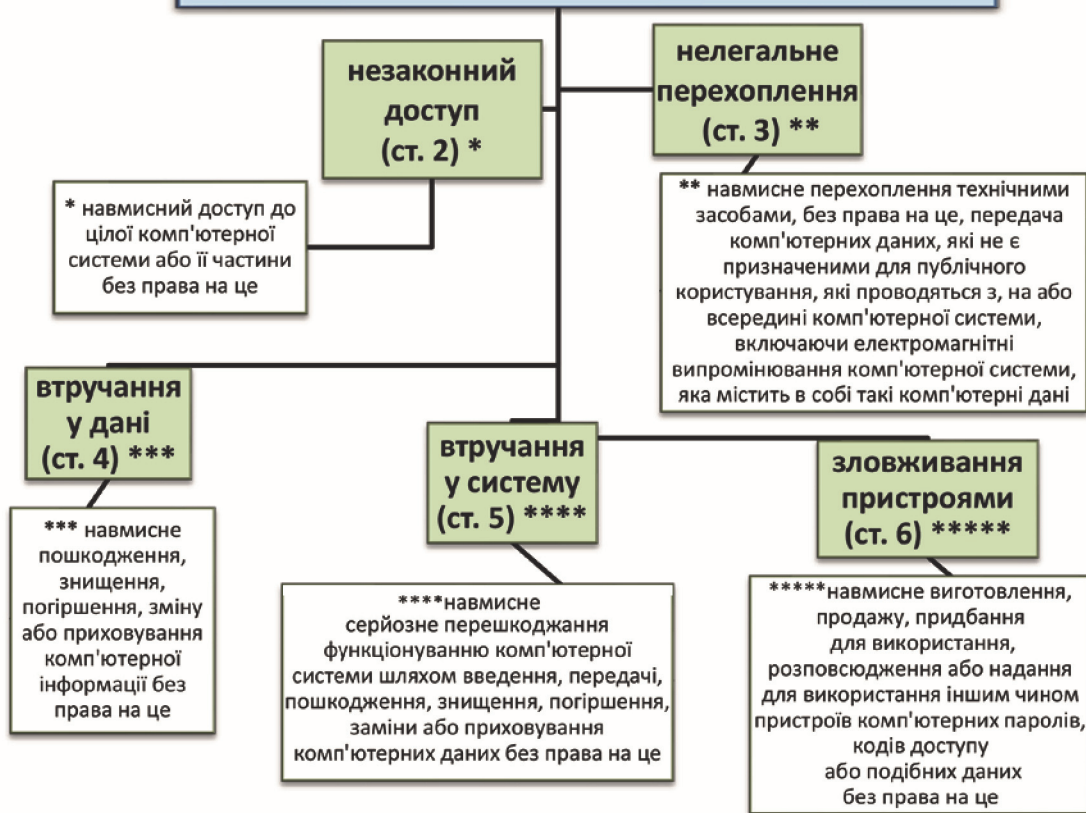 незаконний
доступ
(ст. 2) *
нелегальне
перехоплення
(ст. 3) **
* навмисний доступ до
цілої комп'ютерної
системи або її частини
без права на це
** навмисне перехоплення технічними
засобами, без права на це, передача
комп'ютерних даних, які не є
призначеними для публічного
користування, які проводяться з, на або
всередині комп'ютерної системи,
включаючи електромагнітні
випромінювання комп'ютерної системи,
яка містить в собі такі комп'ютерні дані
втручання
у дані
(ст. 4) ***
втручання
у систему
(ст. 5) ****
зловживання
пристроями
(ст. 6) *****
*** навмисне
пошкодження,
знищення,
погіршення, зміну
або приховування
комп'ютерної
інформації без
права на це
****навмисне
серйозне перешкоджання
функціонуванню комп'ютерної
системи шляхом введення, передачі,
пошкодження, знищення, погіршення,
заміни або приховування
комп'ютерних даних без права на це
*****навмисне виготовлення,
продажу, придбання
для використання,
розповсюдження або надання
для використання іншим чином
пристроїв комп'ютерних паролів,
кодів доступу
або подібних даних
без права на це